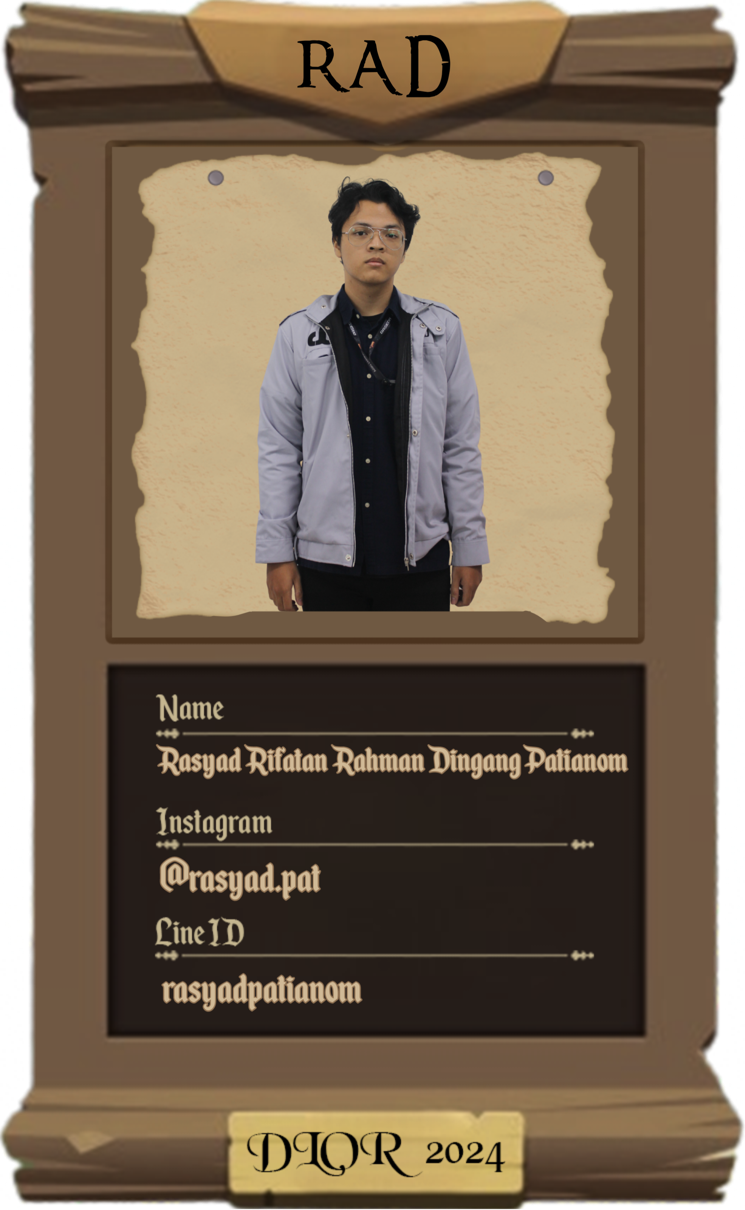 RAD
Name
Rasyad Rifatan Rahman Dingang Patianom
Instagram
@rasyad.pat
Line ID
rasyadpatianom
DLOR 2024